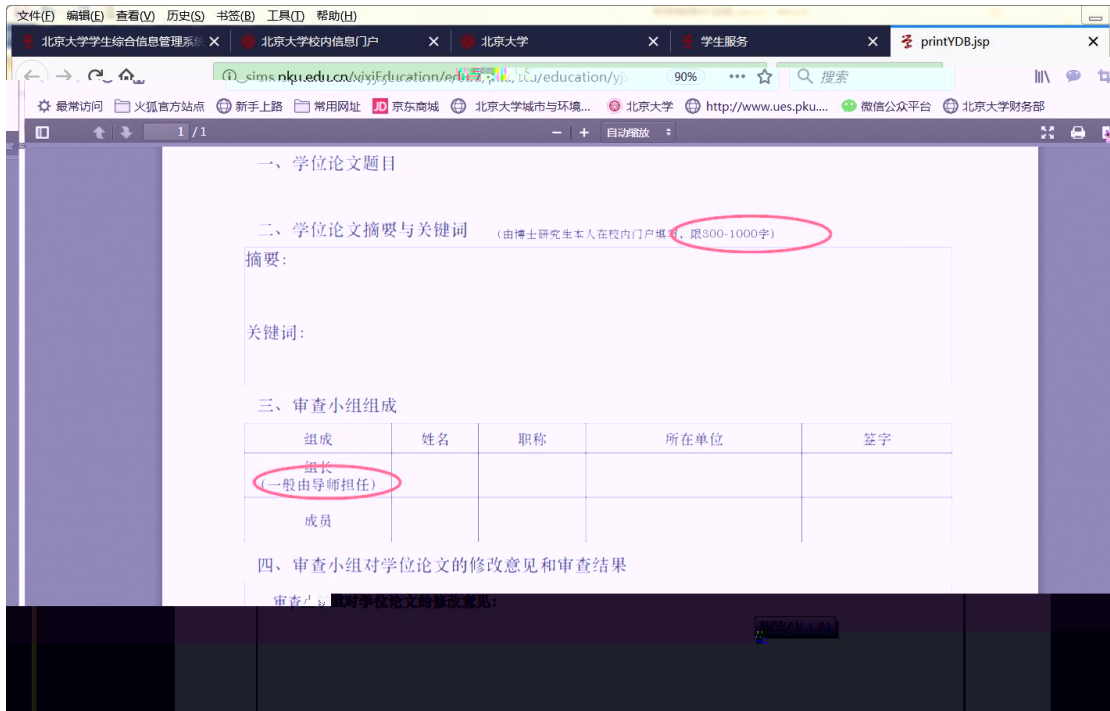 文件(F) 编辑(E) 查看(V) 历史(S) 书签(B) 工具(T) 帮助(H)
北京大学学生综合信息管理系统 北京大学校内信息门户 北京大学 学生服务 printYDB.jsp
90% 搜索
最常访问 火狐官方站点 新手上路 常用网址 JD 京东商城 北京大学城市与环境... 北京大学 http://www.ues.pku.... 微信公众平台 北京大学财务部
1 / 1 自动缩放
一、学位论文题目
二、学位论文摘要与关键词 (由博士研究生本人在校内门户填写，限800-1000字)
摘要:
关键词:
三、审查小组组成
组成 姓名 职称 所在单位 签字
组长
(一般由导师担任)
成员
四、审查小组对学位论文的修改意见和审查结果
审查小组对学位论文的修改意见: